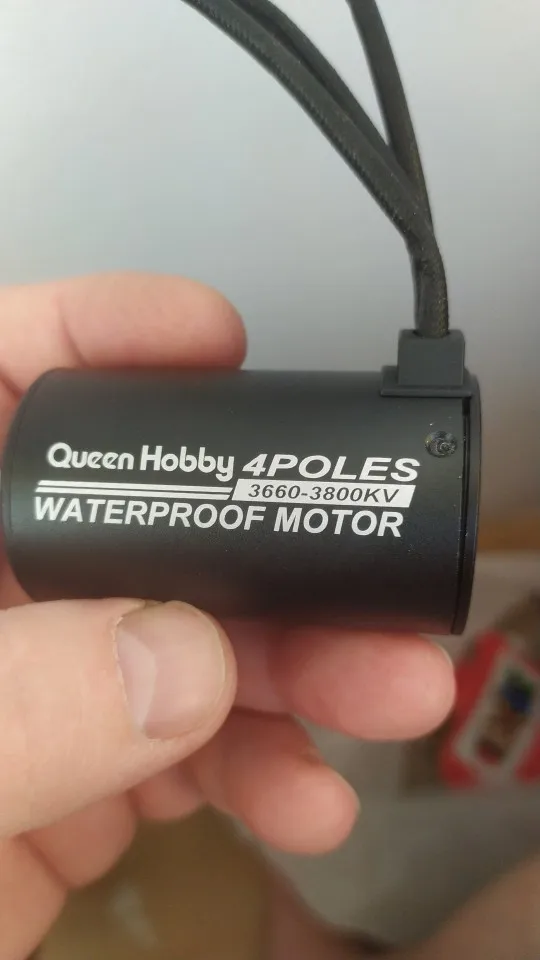 Queen Hobby 4POLES
3660-3800KV
WATERPROOF MOTOR